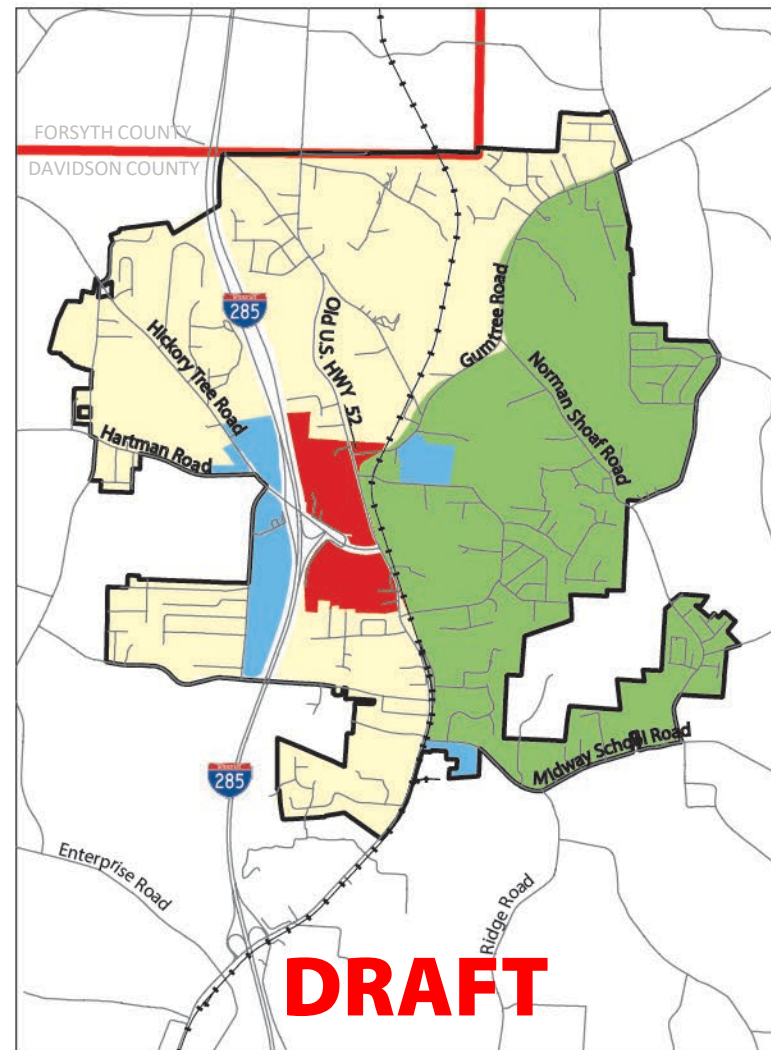 FORSYTH COUNTY
DAVIDSON COUNTY
285
Hickory Tree Road
Old U.S. HWY 52
Gumtree Road
Norman Shoaf Road
Hartman Road
Midway School Road
285
Enterprise Road
Ridge Road
DRAFT